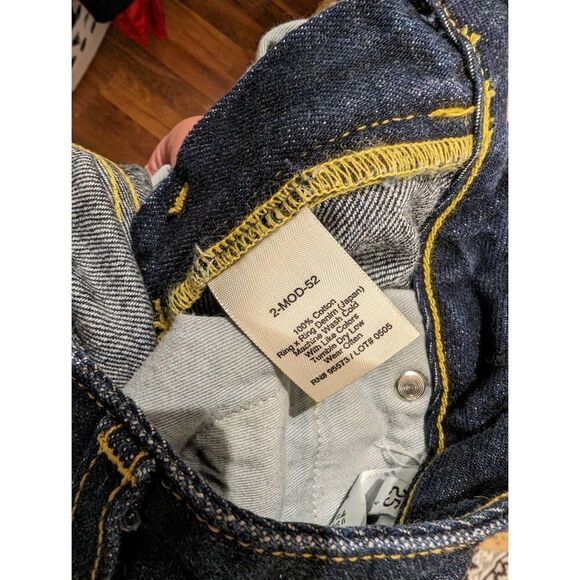 2-MOD-52
100% Cotton
Ring x Ring Denim (Japan)
Machine Wash Cold
With Like Colors
Tumble Dry Low
Wear Often
RN# 95573 / LOT# 0505
25